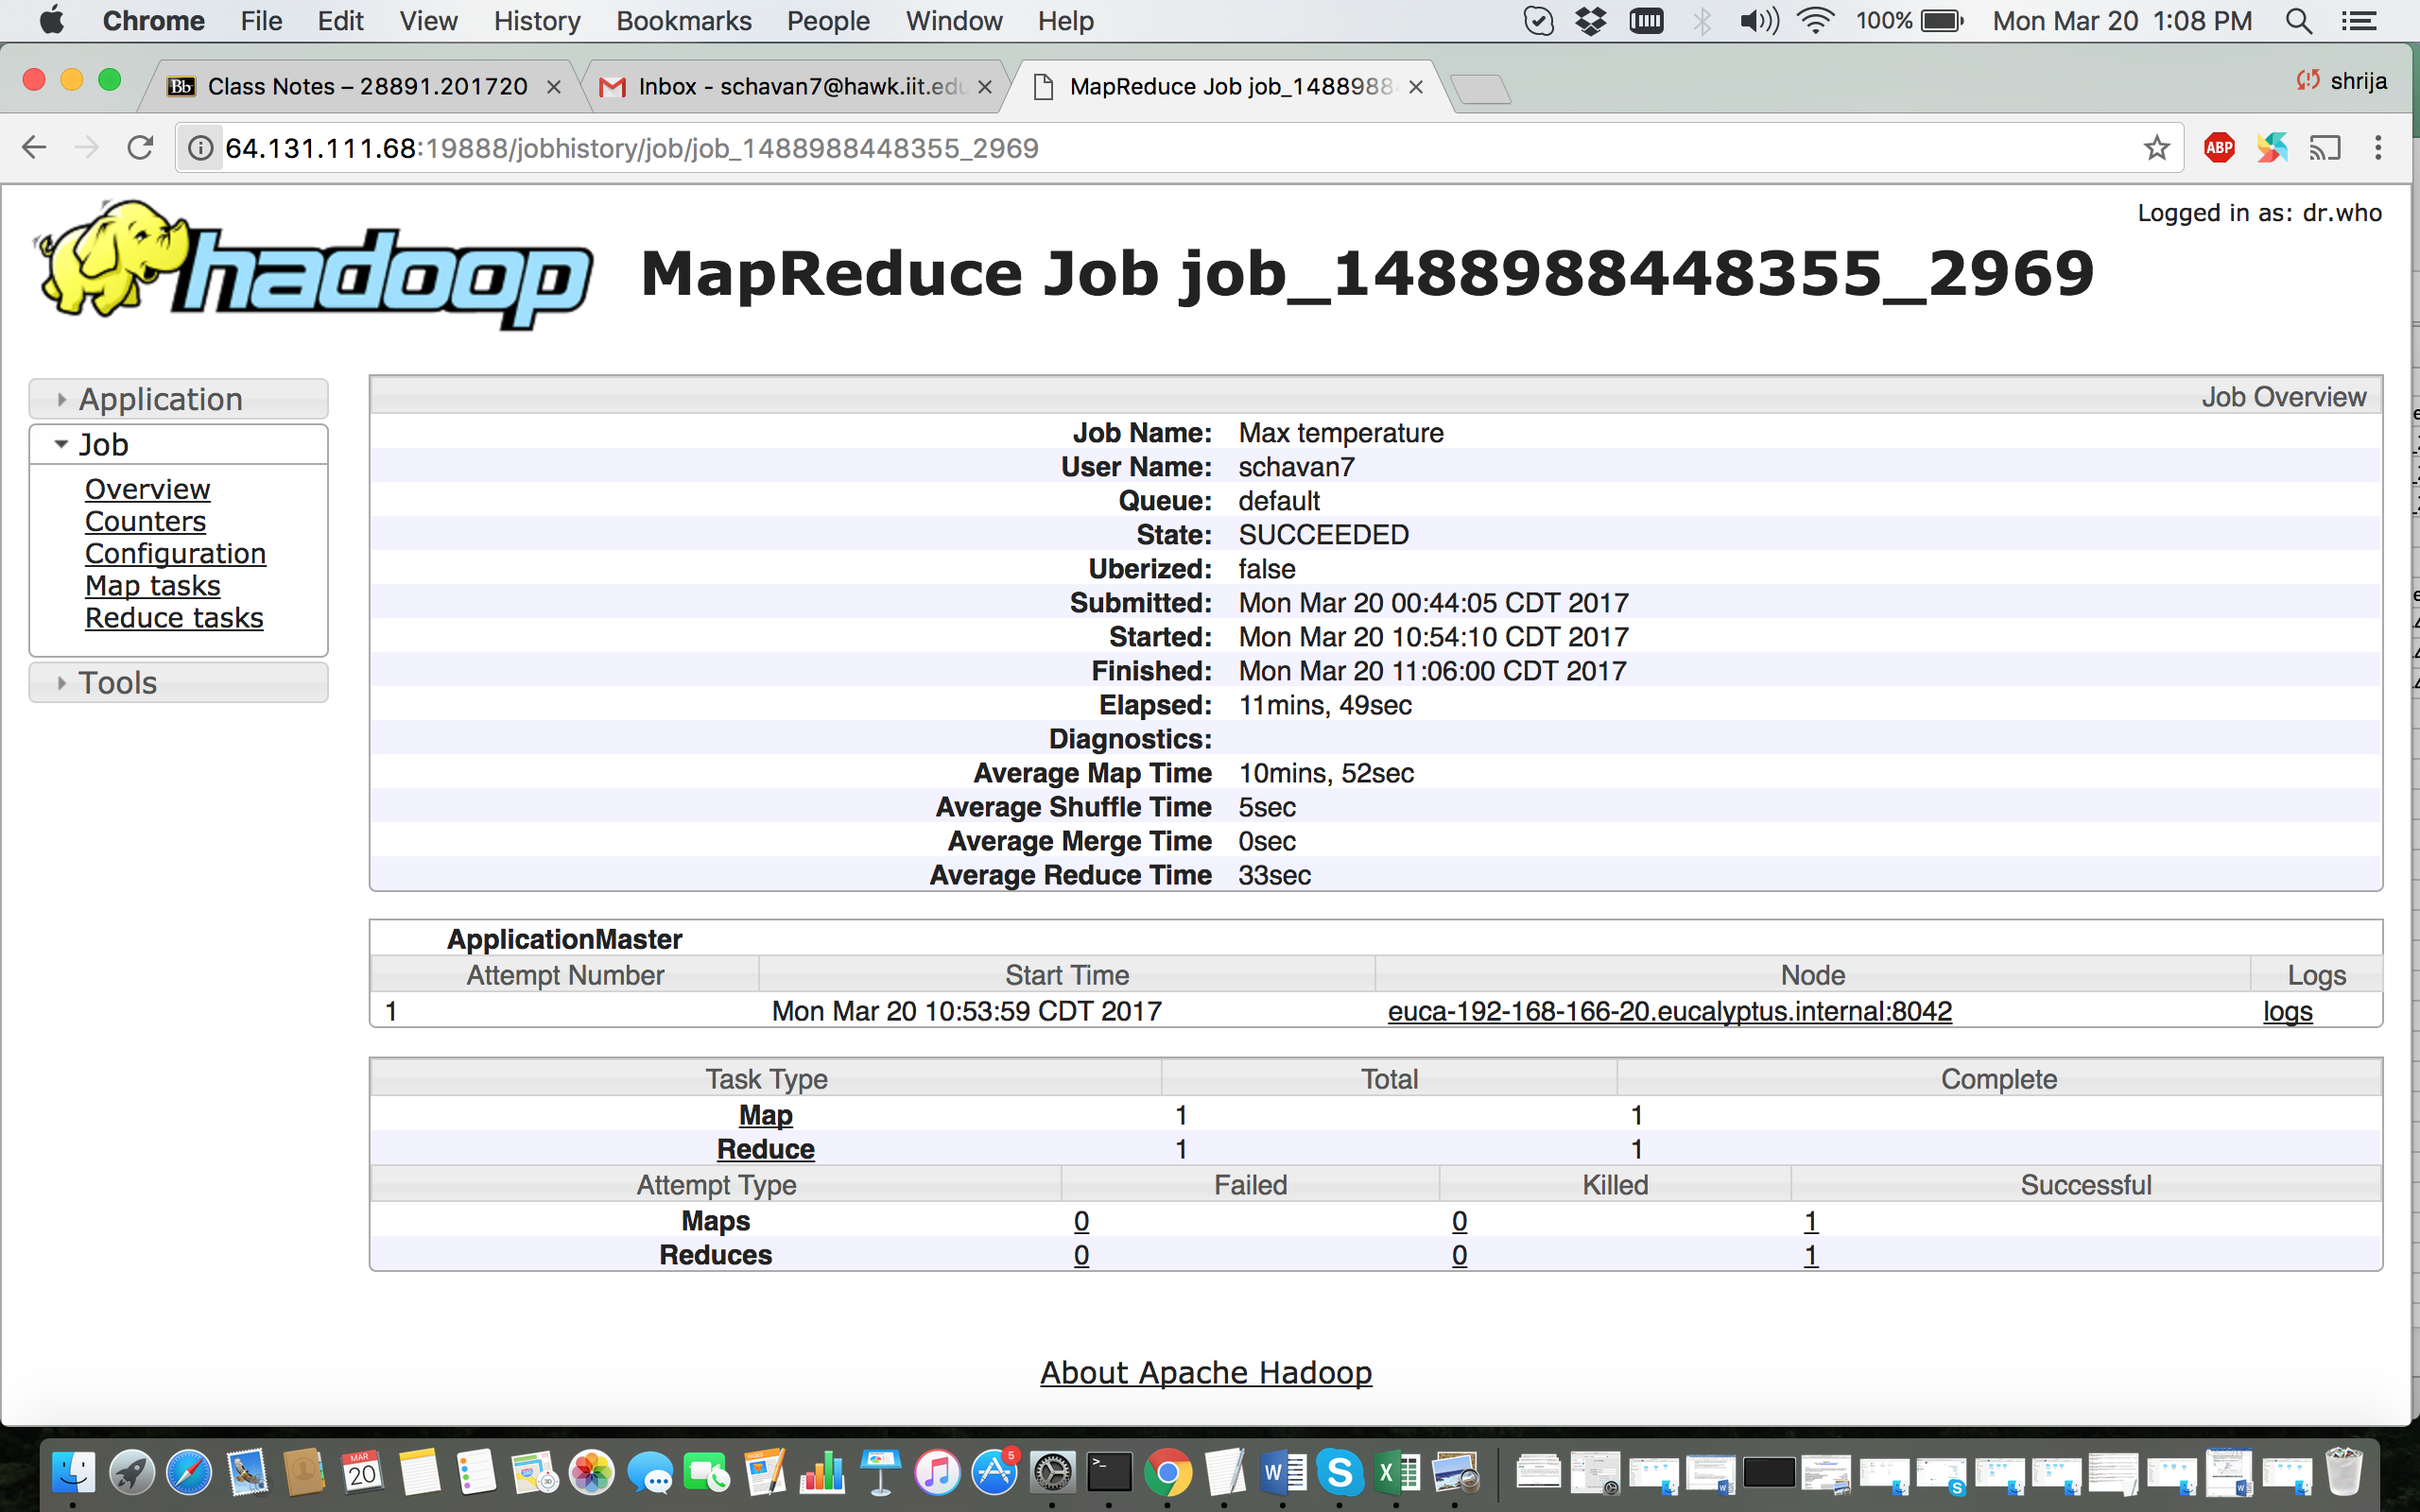 Chrome File Edit View History Bookmarks People Window Help 100% Mon Mar 20 1:08 PM
Bb Class Notes – 28891.201720 Inbox - schavan7@hawk.iit.edu MapReduce Job job_1488988 shrija
64.131.111.68:19888/jobhistory/job/job_1488988448355_2969 ABP
Logged in as: dr.who
hadoop MapReduce Job job_1488988448355_2969
Application
Job
Overview
Counters
Configuration
Map tasks
Reduce tasks
Tools
Job Overview
Job Name: Max temperature
User Name: schavan7
Queue: default
State: SUCCEEDED
Uberized: false
Submitted: Mon Mar 20 00:44:05 CDT 2017
Started: Mon Mar 20 10:54:10 CDT 2017
Finished: Mon Mar 20 11:06:00 CDT 2017
Elapsed: 11mins, 49sec
Diagnostics:
Average Map Time 10mins, 52sec
Average Shuffle Time 5sec
Average Merge Time 0sec
Average Reduce Time 33sec
ApplicationMaster
Attempt Number Start Time Node Logs
1 Mon Mar 20 10:53:59 CDT 2017 euca-192-168-166-20.eucalyptus.internal:8042 logs
Task Type Total Complete
Map 1 1
Reduce 1 1
Attempt Type Failed Killed Successful
Maps 0 0 1
Reduces 0 0 1
About Apache Hadoop
MAR
20
5